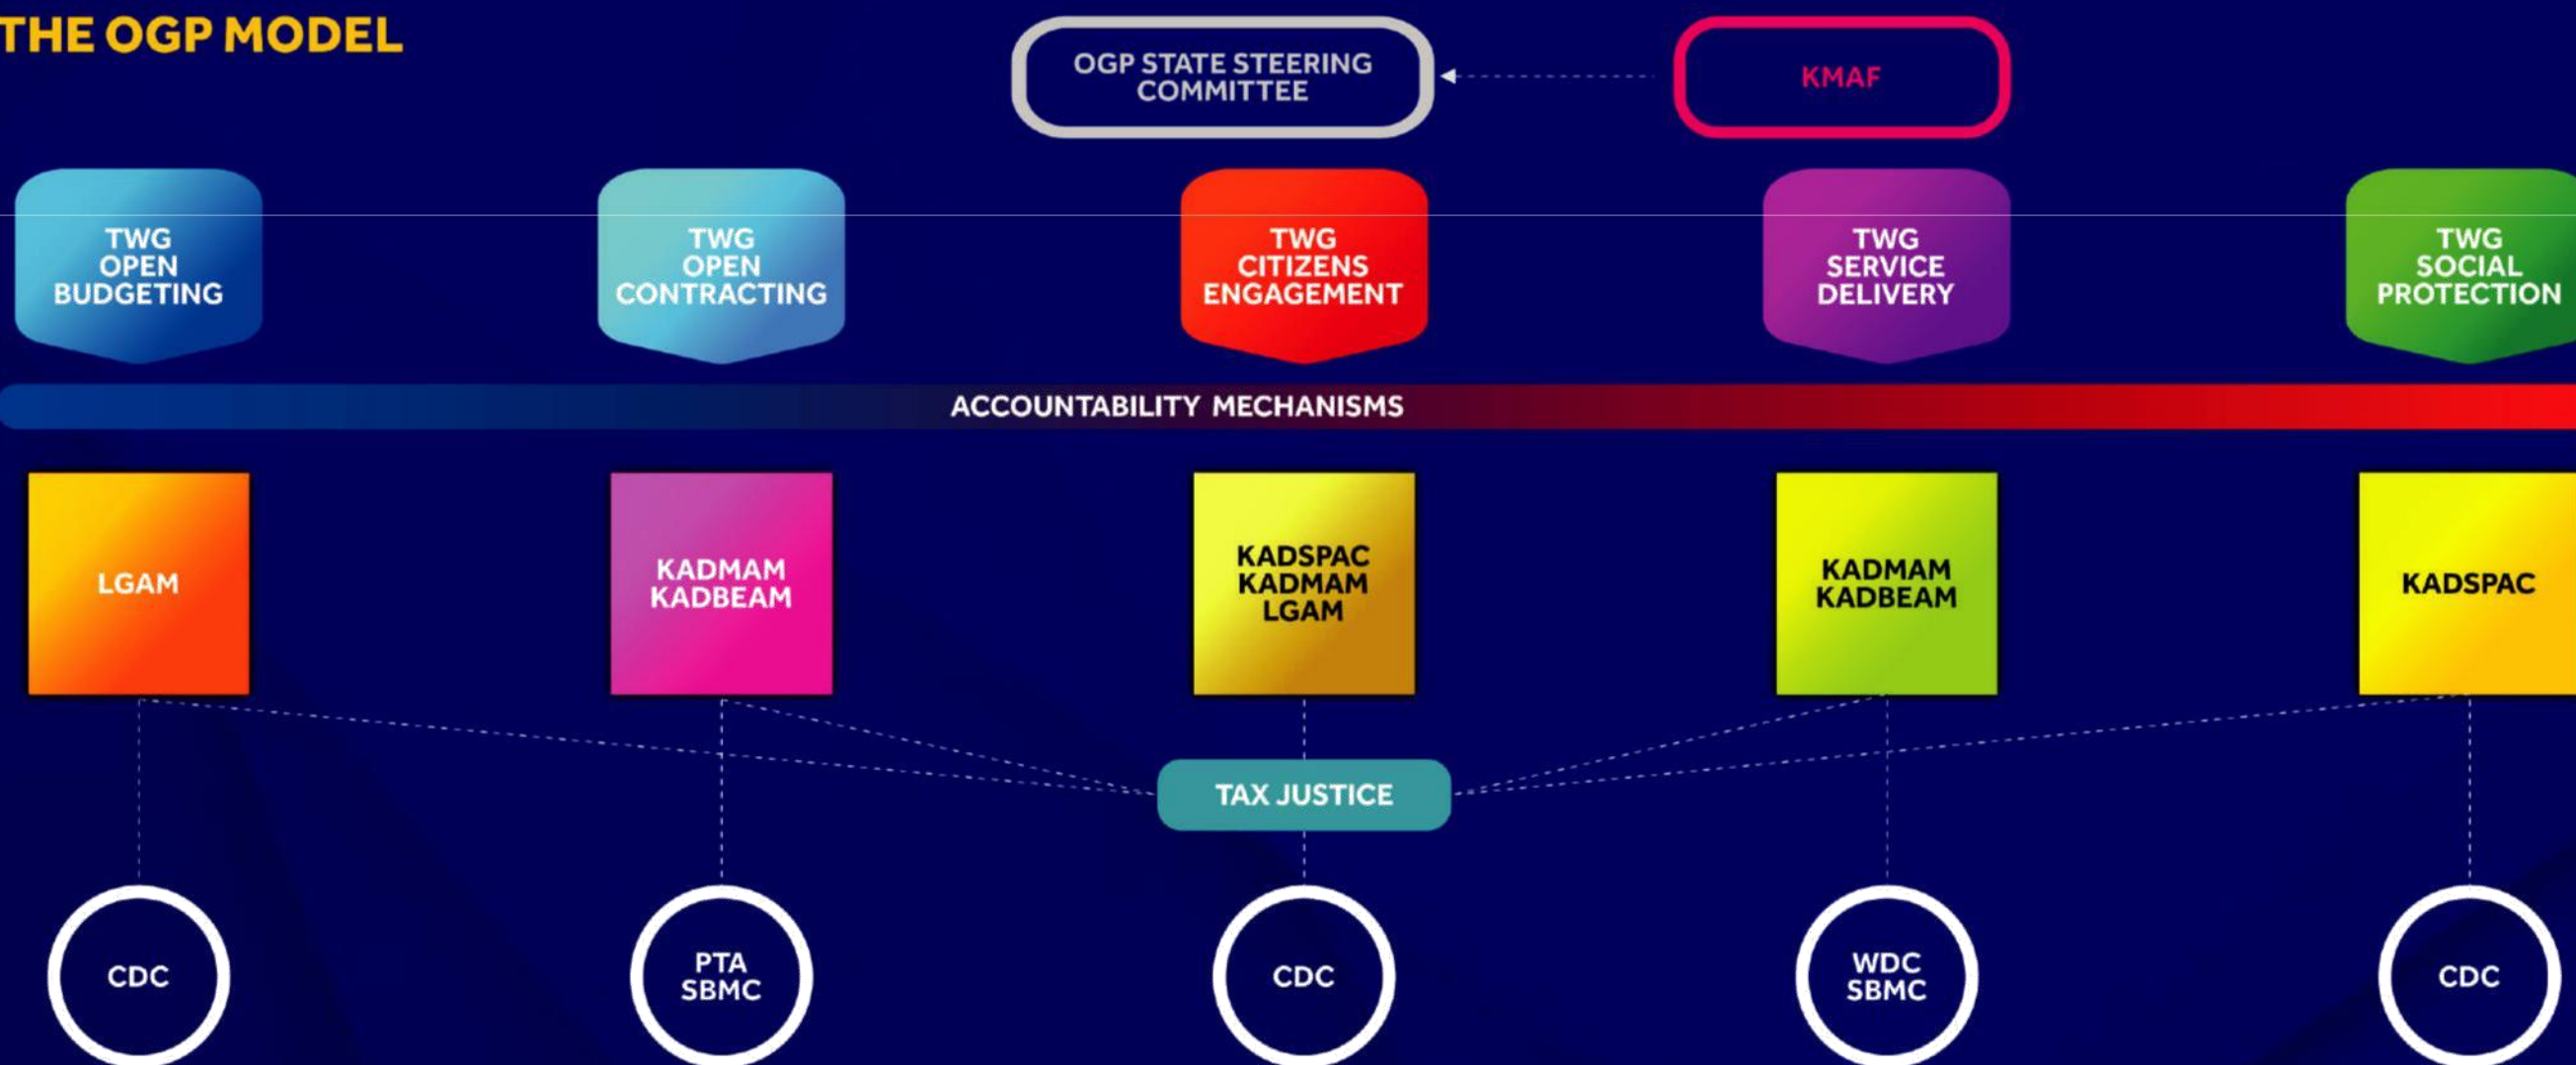 THE OGP MODEL
OGP STATE STEERING
COMMITTEE
KMAF
TWG
OPEN
BUDGETING
TWG
OPEN
CONTRACTING
TWG
CITIZENS
ENGAGEMENT
TWG
SERVICE
DELIVERY
TWG
SOCIAL
PROTECTION
ACCOUNTABILITY MECHANISMS
LGAM
KADMAM
KADBEAM
KADSPAC
KADMAM
LGAM
KADMAM
KADBEAM
KADSPAC
TAX JUSTICE
CDC
PTA
SBMC
CDC
WDC
SBMC
CDC